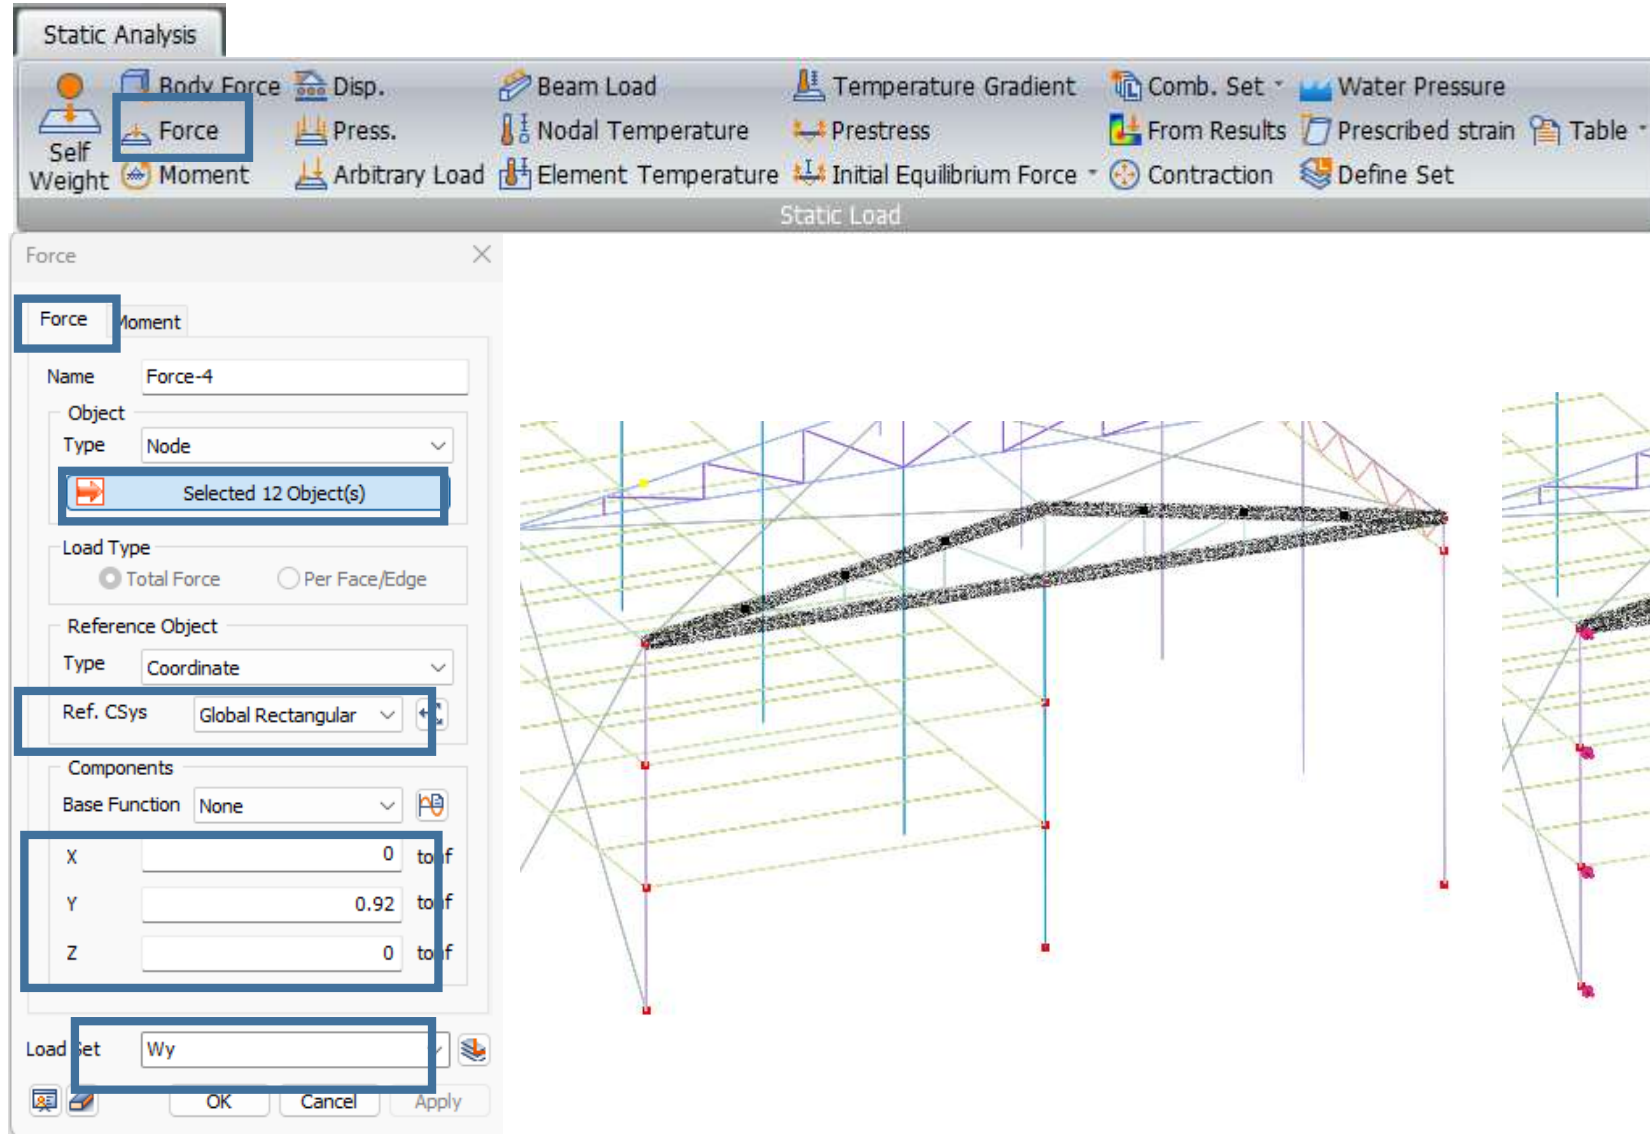 Static Analysis
Body Force Disp. Beam Load Temperature Gradient Comb. Set Water Pressure
Force Press. Nodal Temperature Prestress From Results Prescribed strain Table
Self Weight Moment Arbitrary Load Element Temperature Initial Equilibrium Force Contraction Define Set
Static Load
Force
Force Moment
Name Force-4
Object
Type Node
Selected 12 Object(s)
Load Type
Total Force Per Face/Edge
Reference Object
Type Coordinate
Ref. CSys Global Rectangular
Components
Base Function None
X 0 tonf
Y 0.92 tonf
Z 0 tonf
Load Set Wy
OK Cancel Apply